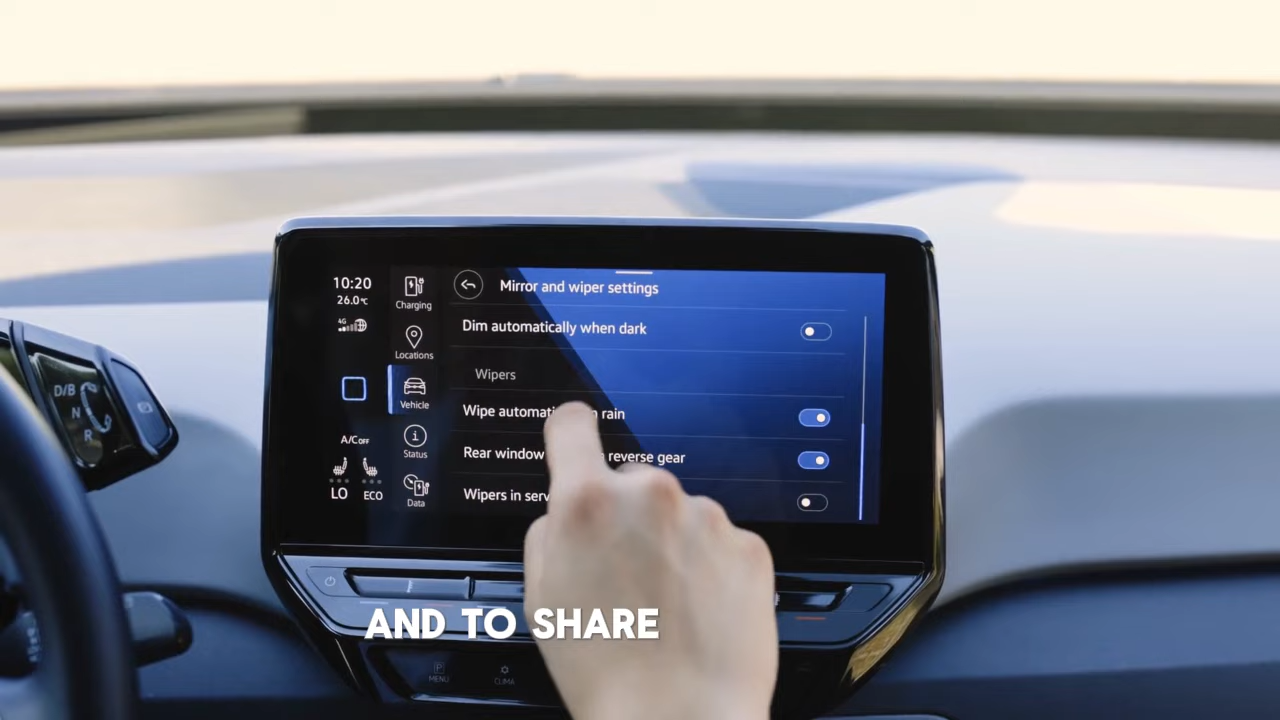 10:20
26.0°C
4G
Charging
Locations
Vehicle
Status
Data
A/C OFF
LO
ECO
Mirror and wiper settings
Dim automatically when dark
Wipers
Wipe automati n rain
Rear window reverse gear
Wipers in serv
D/B
N
R
AND TO SHARE
P
MENU
CLIMA